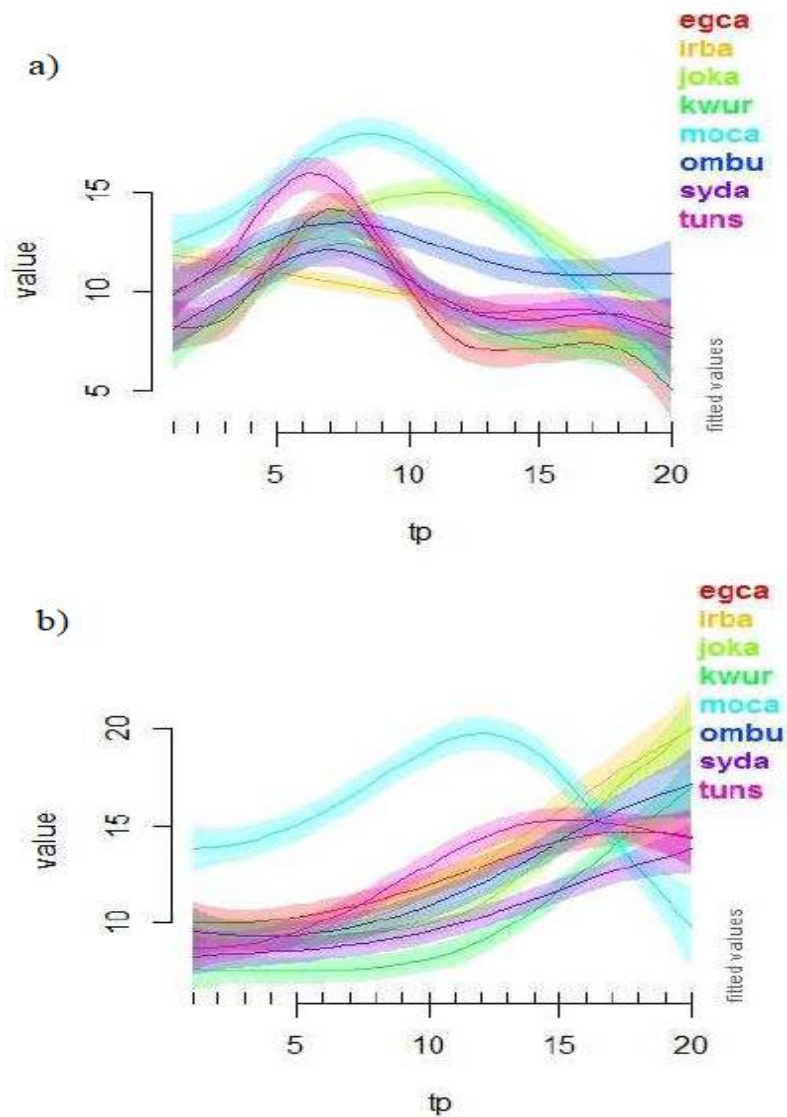 a)
egca
irba
joka
kwur
moca
ombu
syda
tuns
value
5
10
15
fitted values
5 10 15 20
tp
b)
egca
irba
joka
kwur
moca
ombu
syda
tuns
value
10
15
20
fitted values
5 10 15 20
tp